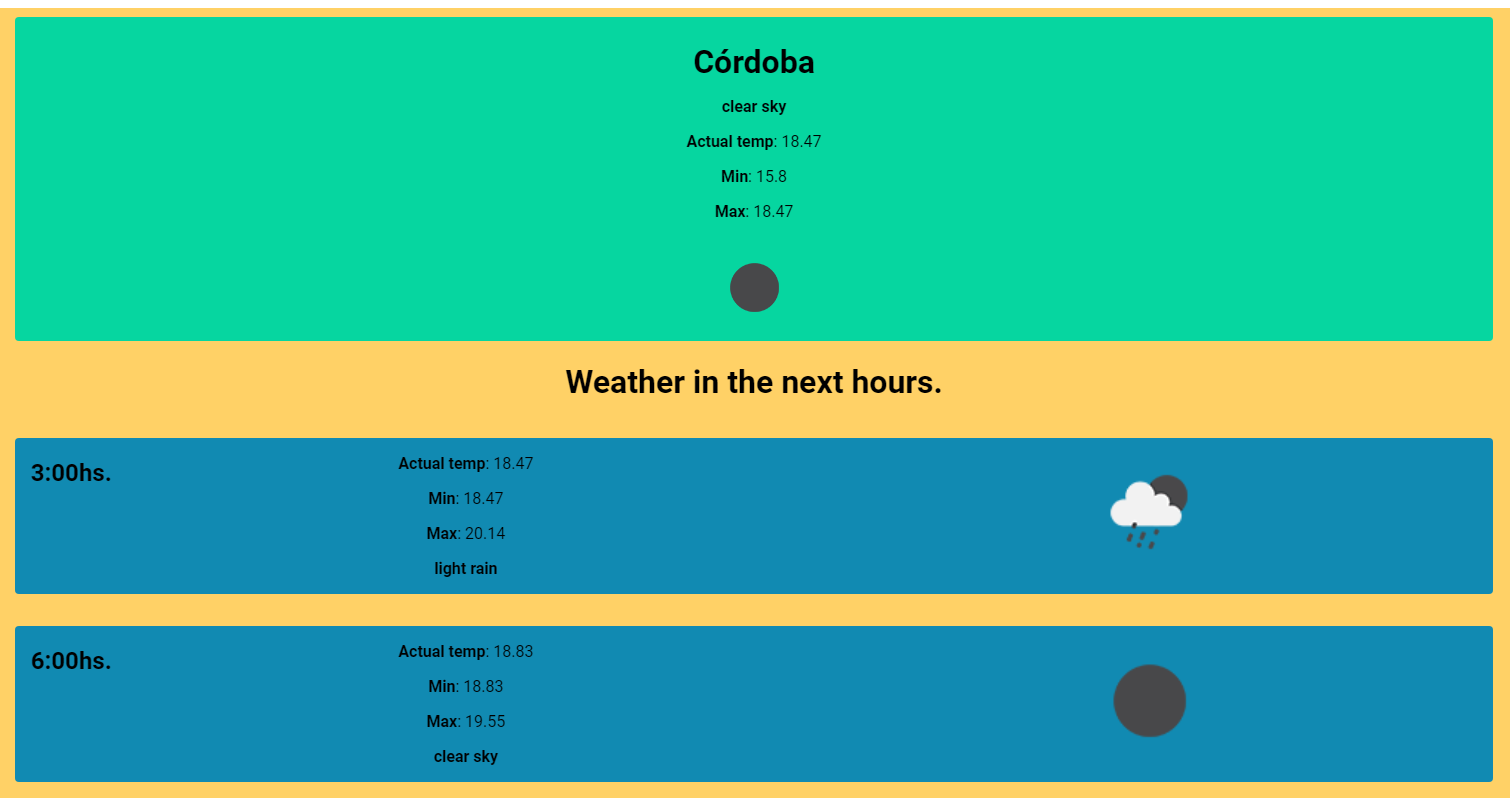 Córdoba
clear sky
Actual temp: 18.47
Min: 15.8
Max: 18.47
Weather in the next hours.
3:00hs.
Actual temp: 18.47
Min: 18.47
Max: 20.14
light rain
6:00hs.
Actual temp: 18.83
Min: 18.83
Max: 19.55
clear sky